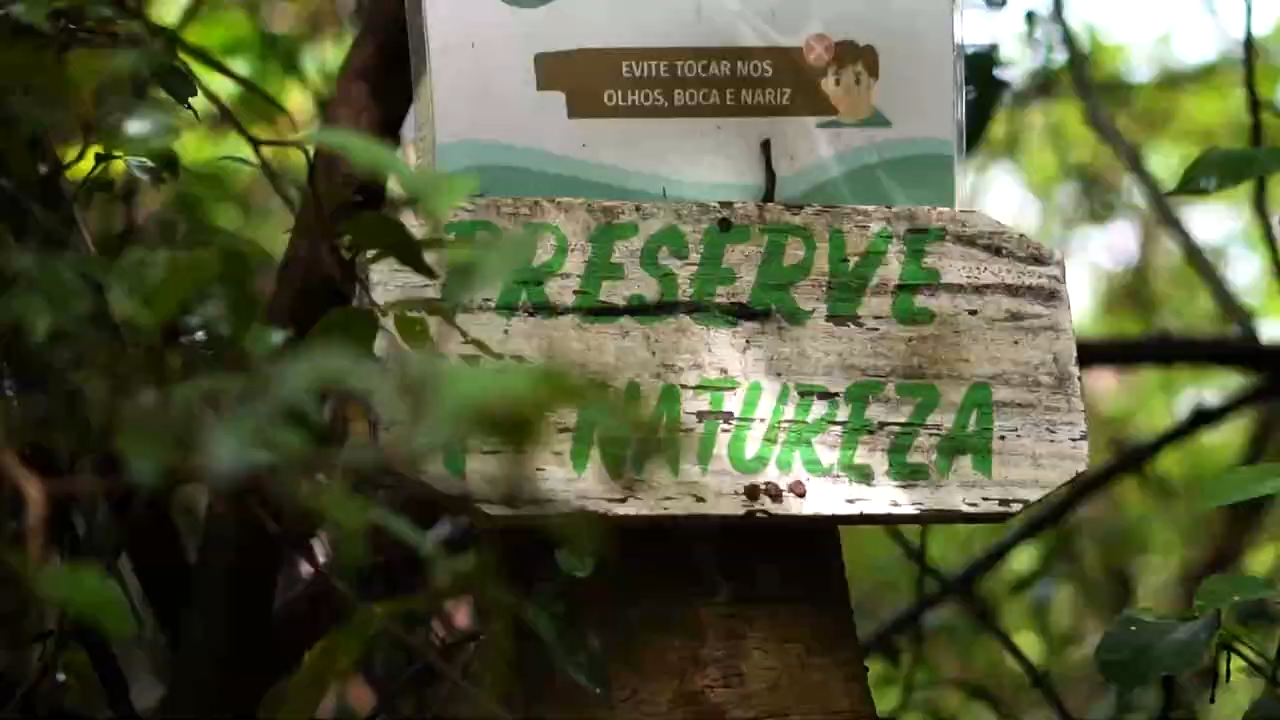 EVITE TOCAR NOS
OLHOS, BOCA E NARIZ
PRESERVE
NATUREZA